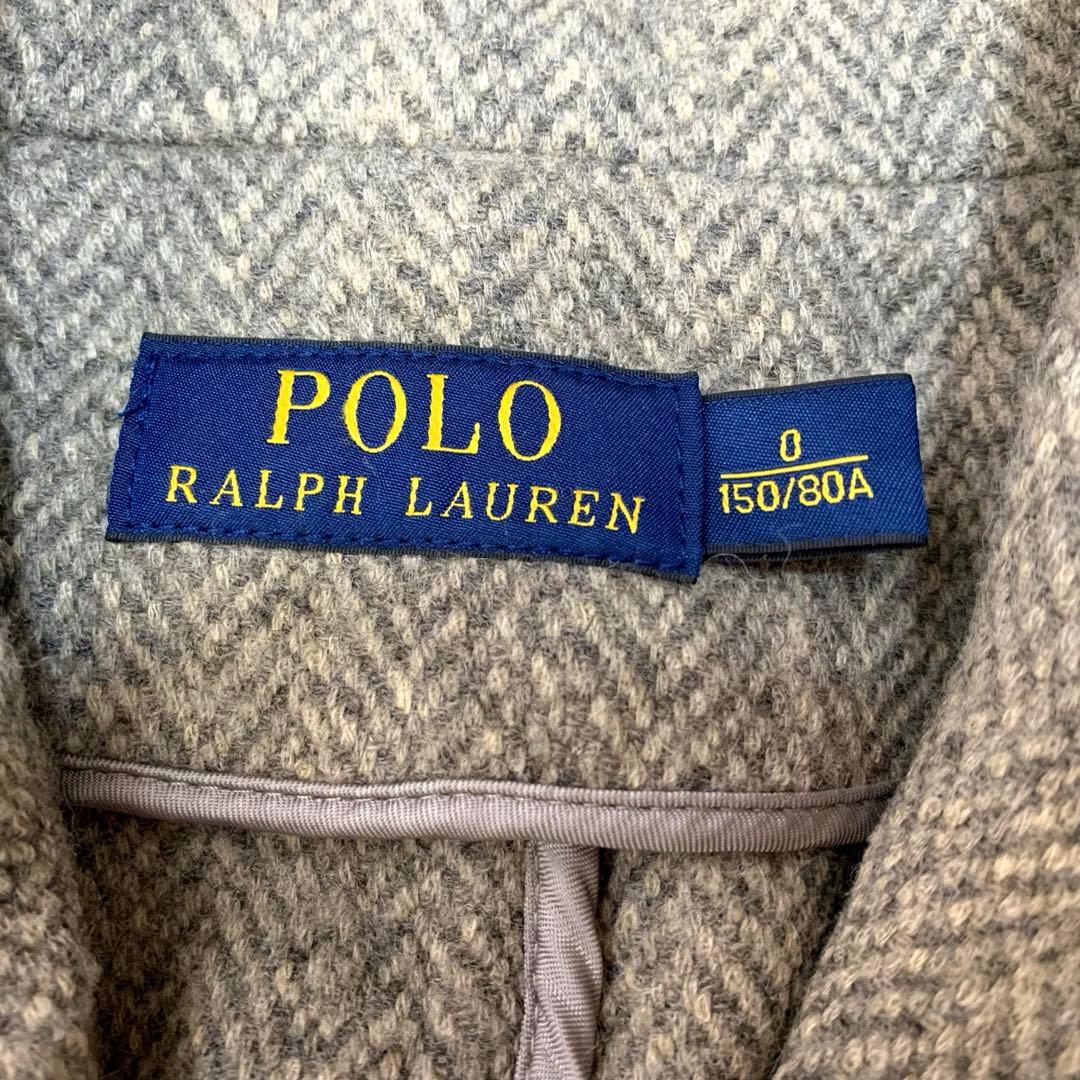 POLO
RALPH LAUREN
0
150/80A